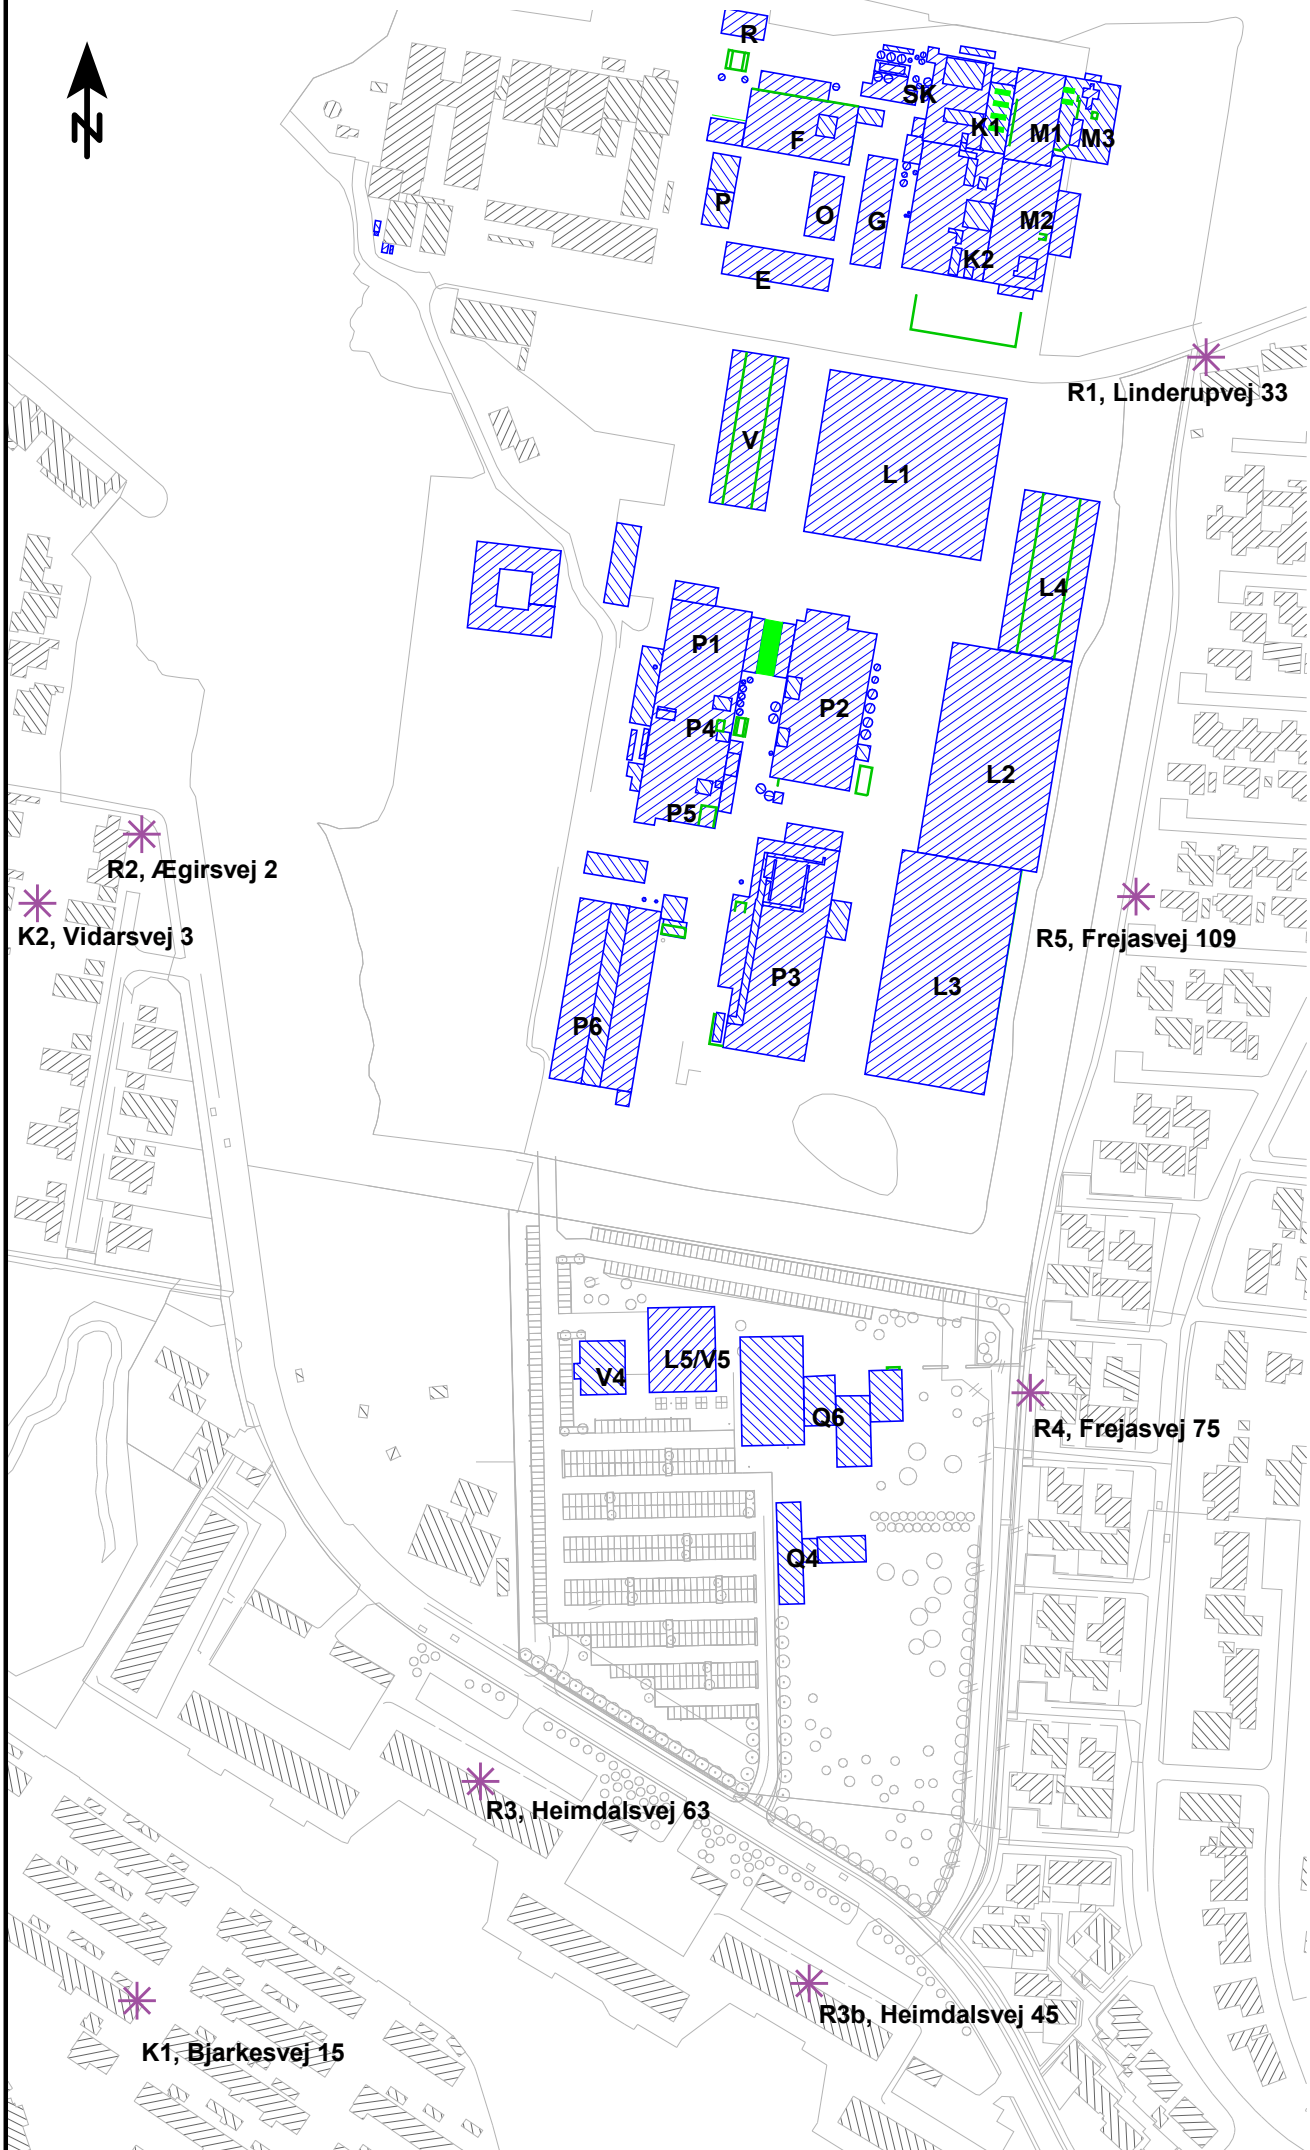 R
SK
K1
M1
M3
F
N
P
O
G
M2
K2
E
R1, Linderupvej 33
V
L1
L4
P1
P2
P4
L2
P5
R2, Ægirsvej 2
K2, Vidarsvej 3
R5, Frejasvej 109
P3
L3
P6
L5/V5
V4
Q6
R4, Frejasvej 75
Q4
R3, Heimdalsvej 63
R3b, Heimdalsvej 45
K1, Bjarkesvej 15